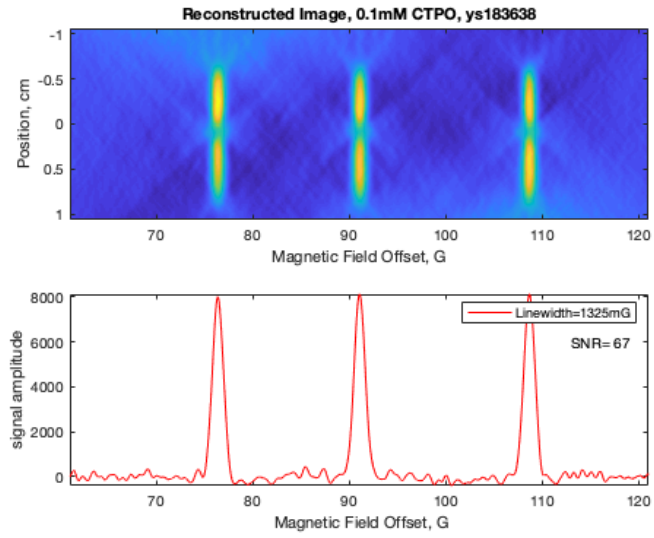 Reconstructed Image, 0.1mM CTPO, ys183638
-1
-0.5
0
0.5
1
Position, cm
70 80 90 100 110 120
Magnetic Field Offset, G
8000
6000
4000
2000
0
signal amplitude
Linewidth=1325mG
SNR= 67
70 80 90 100 110 120
Magnetic Field Offset, G